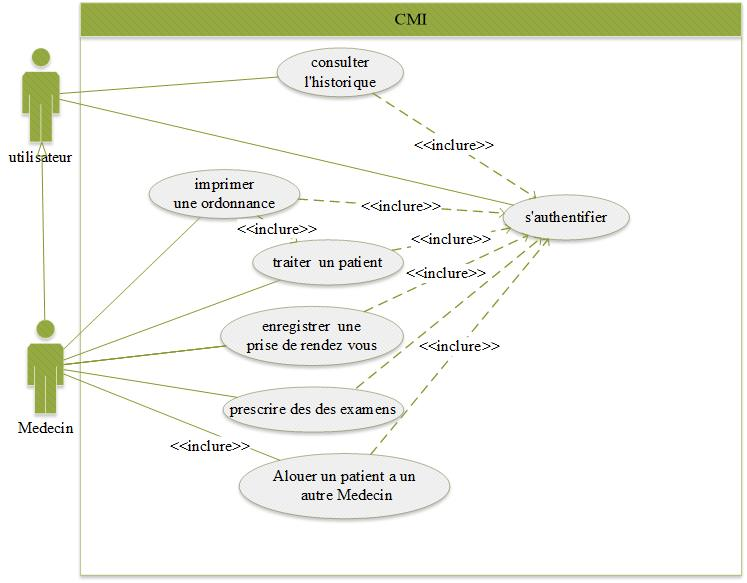 CMI
consulter
l'historique
<<inclure>>
utilisateur
imprimer
une ordonnance
<<inclure>>
s'authentifier
<<inclure>>
<<inclure>>
traiter un patient
<<inclure>>
enregistrer une
prise de rendez vous
<<inclure>>
prescrire des des examens
Medecin
<<inclure>>
Alouer un patient a un
autre Medecin